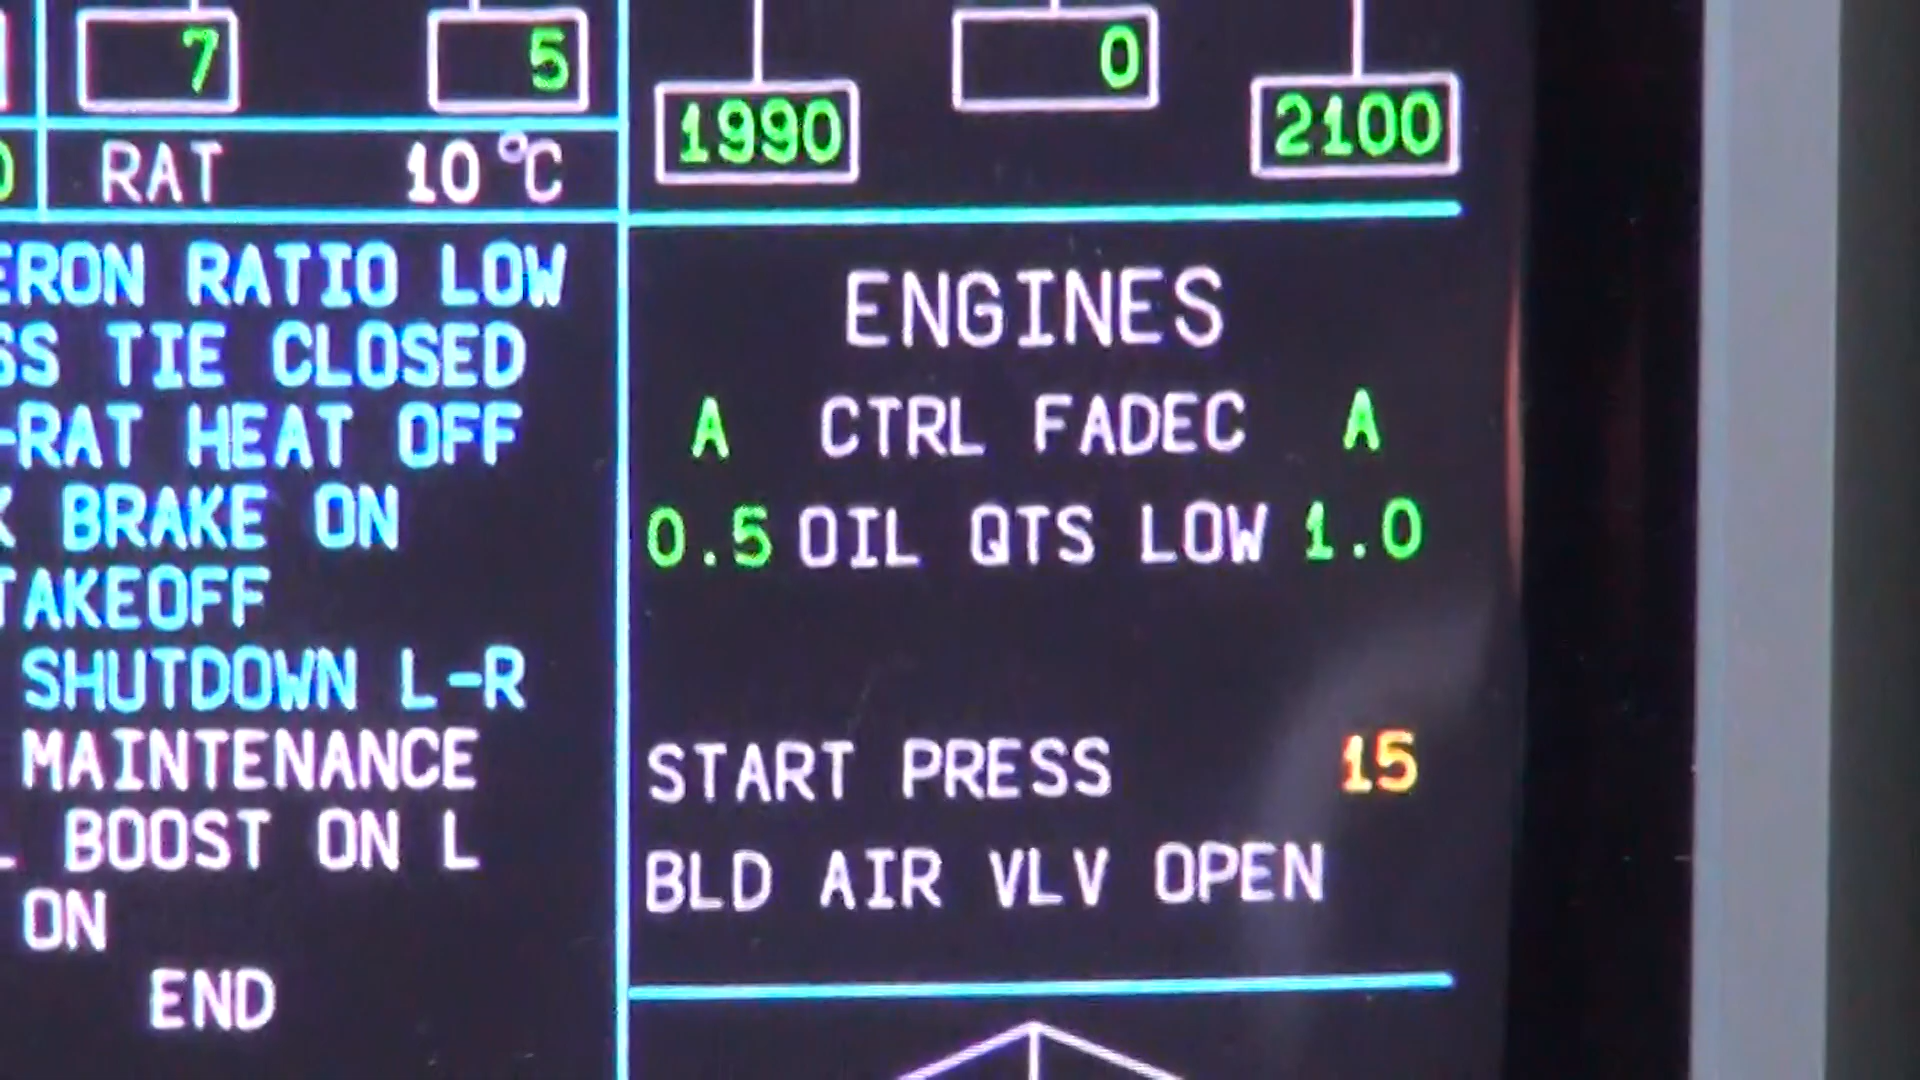 7 5
0
1990
2100
RAT 10°C
RATIO LOW
TIE CLOSED
RAT HEAT OFF
BRAKE ON
TAKEOFF
SHUTDOWN L-R
MAINTENANCE
BOOST ON L
ON
END
ENGINES
A CTRL FADEC A
0.5 OIL QTS LOW 1.0
START PRESS 15
BLD AIR VLV OPEN